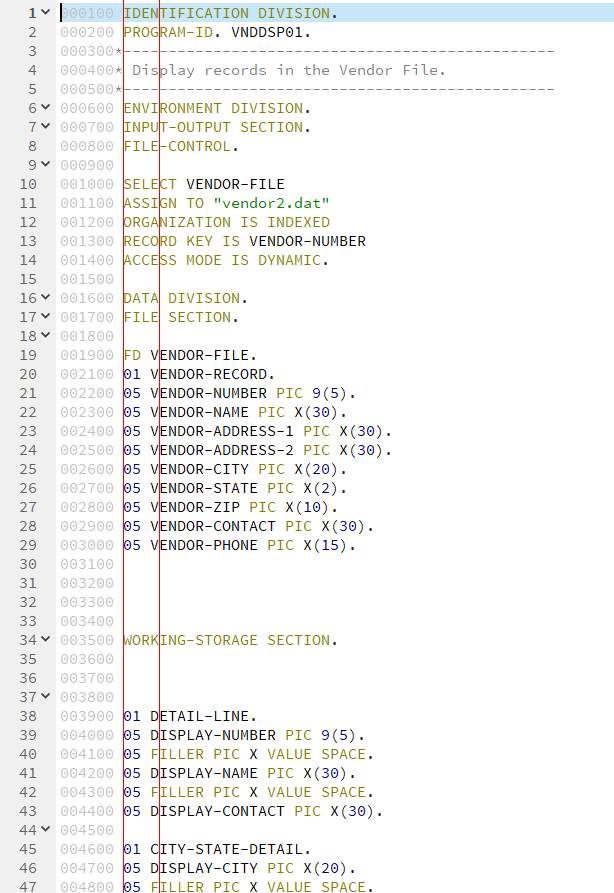 1 000100 IDENTIFICATION DIVISION.
2 000200 PROGRAM-ID. VNDDSP01.
3 000300*------------------------------------------------
4 000400* Display records in the Vendor File.
5 000500*------------------------------------------------
6 000600 ENVIRONMENT DIVISION.
7 000700 INPUT-OUTPUT SECTION.
8 000800 FILE-CONTROL.
9 000900
10 001000 SELECT VENDOR-FILE
11 001100 ASSIGN TO "vendor2.dat"
12 001200 ORGANIZATION IS INDEXED
13 001300 RECORD KEY IS VENDOR-NUMBER
14 001400 ACCESS MODE IS DYNAMIC.
15 001500
16 001600 DATA DIVISION.
17 001700 FILE SECTION.
18 001800
19 001900 FD VENDOR-FILE.
20 002100 01 VENDOR-RECORD.
21 002200 05 VENDOR-NUMBER PIC 9(5).
22 002300 05 VENDOR-NAME PIC X(30).
23 002400 05 VENDOR-ADDRESS-1 PIC X(30).
24 002500 05 VENDOR-ADDRESS-2 PIC X(30).
25 002600 05 VENDOR-CITY PIC X(20).
26 002700 05 VENDOR-STATE PIC X(2).
27 002800 05 VENDOR-ZIP PIC X(10).
28 002900 05 VENDOR-CONTACT PIC X(30).
29 003000 05 VENDOR-PHONE PIC X(15).
30 003100
31 003200
32 003300
33 003400
34 003500 WORKING-STORAGE SECTION.
35 003600
36 003700
37 003800
38 003900 01 DETAIL-LINE.
39 004000 05 DISPLAY-NUMBER PIC 9(5).
40 004100 05 FILLER PIC X VALUE SPACE.
41 004200 05 DISPLAY-NAME PIC X(30).
42 004300 05 FILLER PIC X VALUE SPACE.
43 004400 05 DISPLAY-CONTACT PIC X(30).
44 004500
45 004600 01 CITY-STATE-DETAIL.
46 004700 05 DISPLAY-CITY PIC X(20).
47 004800 05 FILLER PIC X VALUE SPACE.